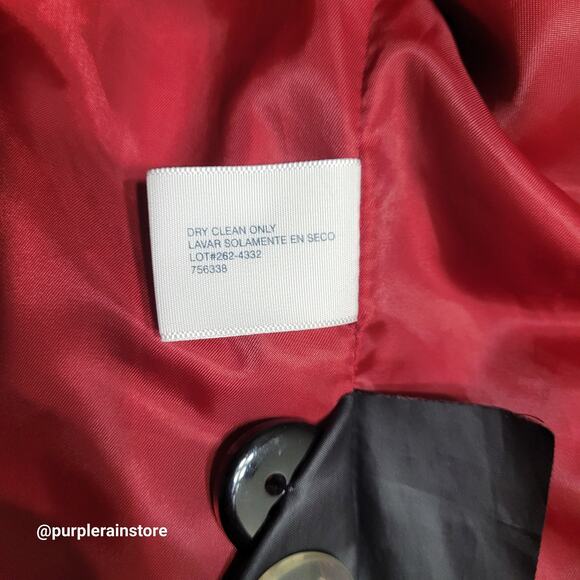 DRY CLEAN ONLY
LAVAR SOLAMENTE EN SECO
LOT#262-4332
756338
@purplerainstore